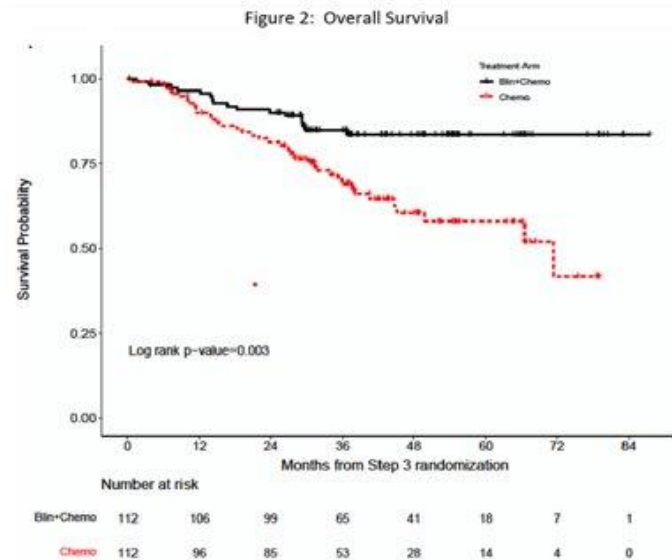 Figure 2: Overall Survival
Treatment Arm
Blin+Chemo
Chemo
1.00
0.75
0.50
0.25
0.00
Survival Probability
Log rank p-value=0.003
0 12 24 36 48 60 72 84
Months from Step 3 randomization
Number at risk
Blin+Chemo 112 106 99 65 41 18 7 1
Chemo 112 96 85 53 28 14 4 0